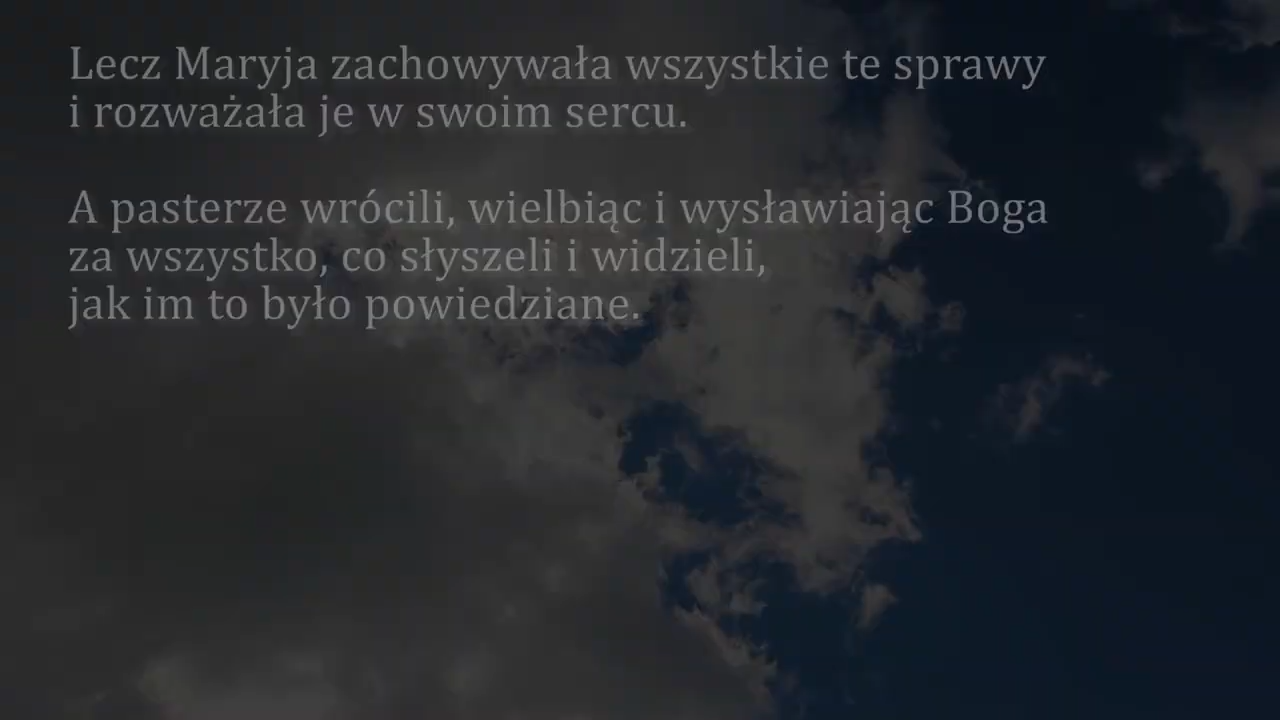 Lecz Maryja zachowywała wszystkie te sprawy
i rozważała je w swoim sercu.
A pasterze wrócili, wielbiąc i wysławiając Boga
za wszystko, co słyszeli i widzieli,
jak im to było powiedziane.